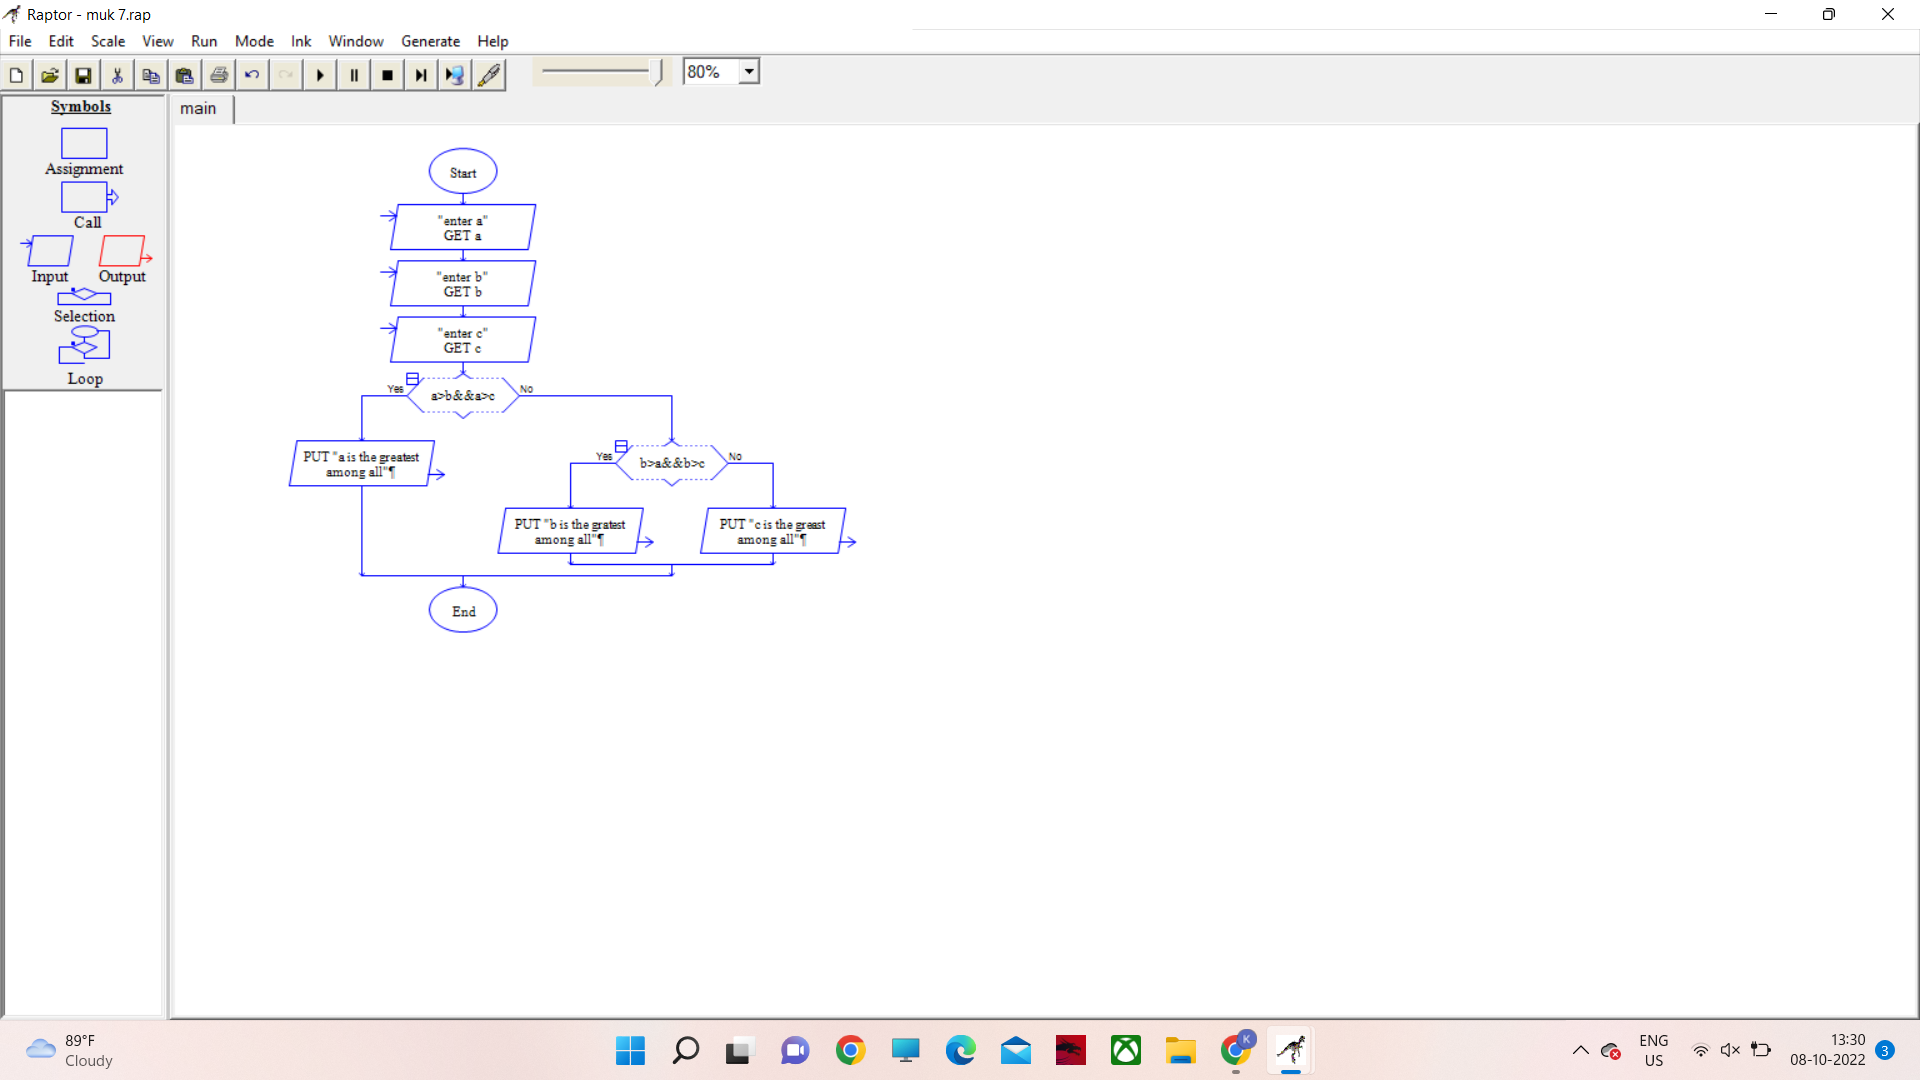 Raptor - muk 7.rap
File Edit Scale View Run Mode Ink Window Generate Help
80%
Symbols
Assignment
Call
Input Output
Selection
Loop
main
Start
"enter a"
GET a
"enter b"
GET b
"enter c"
GET c
Yes a>b&&a>c No
PUT "a is the greatest
among all"¶
Yes b>a&&b>c No
PUT "b is the gratest
among all"¶
PUT "c is the greast
among all"¶
End
89°F
Cloudy
K
ENG
US
13:30
08-10-2022
3